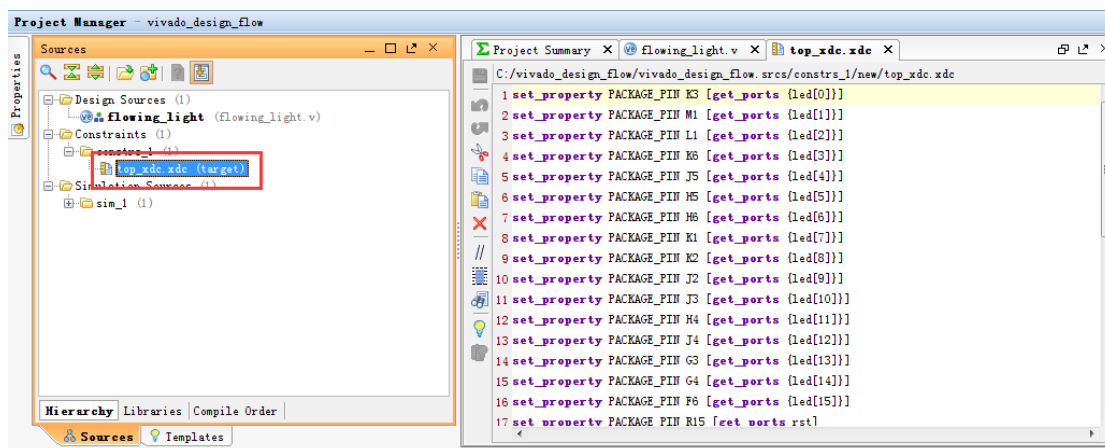 Project Manager - vivado_design_flow
Properties
Sources
Design Sources (1)
flowing_light (flowing_light.v)
Constraints (1)
constrs_1 (1)
top_xdc.xdc (target)
Simulation Sources (1)
sim_1 (1)
Hierarchy Libraries Compile Order
Sources Templates
Project Summary flowing_light.v top_xdc.xdc
C:/vivado_design_flow/vivado_design_flow.srcs/constrs_1/new/top_xdc.xdc
1 set_property PACKAGE_PIN K3 [get_ports {led[0]}]
2 set_property PACKAGE_PIN M1 [get_ports {led[1]}]
3 set_property PACKAGE_PIN L1 [get_ports {led[2]}]
4 set_property PACKAGE_PIN K6 [get_ports {led[3]}]
5 set_property PACKAGE_PIN J5 [get_ports {led[4]}]
6 set_property PACKAGE_PIN H5 [get_ports {led[5]}]
7 set_property PACKAGE_PIN H6 [get_ports {led[6]}]
8 set_property PACKAGE_PIN K1 [get_ports {led[7]}]
9 set_property PACKAGE_PIN K2 [get_ports {led[8]}]
10 set_property PACKAGE_PIN J2 [get_ports {led[9]}]
11 set_property PACKAGE_PIN J3 [get_ports {led[10]}]
12 set_property PACKAGE_PIN H4 [get_ports {led[11]}]
13 set_property PACKAGE_PIN J4 [get_ports {led[12]}]
14 set_property PACKAGE_PIN G3 [get_ports {led[13]}]
15 set_property PACKAGE_PIN G4 [get_ports {led[14]}]
16 set_property PACKAGE_PIN F6 [get_ports {led[15]}]
17 set_property PACKAGE_PIN R15 [get_ports rst]